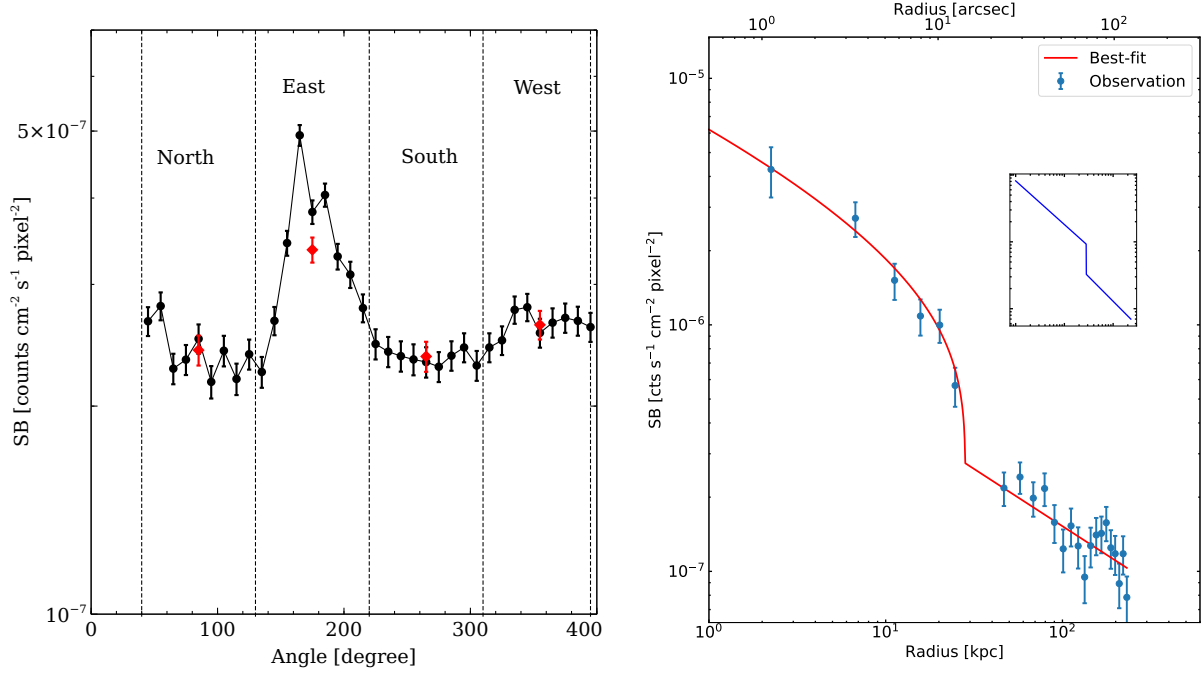 East
West
North
South
5×10⁻⁷
10⁻⁷
SB [counts cm⁻² s⁻¹ pixel⁻²]
0
100
200
300
400
Angle [degree]
Radius [arcsec]
10⁰
10¹
10²
Best-fit
Observation
10⁻⁵
10⁻⁶
10⁻⁷
SB [cts s⁻¹ cm⁻² pixel⁻²]
10⁰
10¹
10²
Radius [kpc]